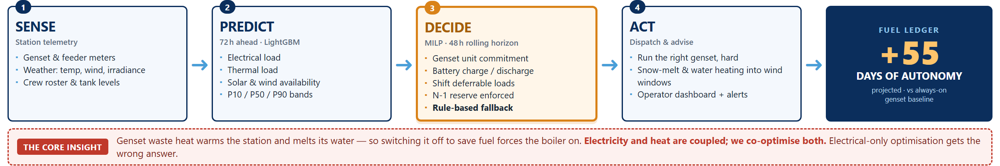 1
SENSE
Station telemetry
Genset & feeder meters
Weather: temp, wind, irradiance
Crew roster & tank levels
2
PREDICT
72 h ahead · LightGBM
Electrical load
Thermal load
Solar & wind availability
P10 / P50 / P90 bands
3
DECIDE
MILP · 48 h rolling horizon
Genset unit commitment
Battery charge / discharge
Shift deferrable loads
N-1 reserve enforced
Rule-based fallback
4
ACT
Dispatch & advise
Run the right genset, hard
Snow-melt & water heating into wind
windows
Operator dashboard + alerts
FUEL LEDGER
+55
DAYS OF AUTONOMY
projected · vs always-on
genset baseline
THE CORE INSIGHT
Genset waste heat warms the station and melts its water — so switching it off to save fuel forces the boiler on. Electricity and heat are coupled; we co-optimise both. Electrical-only optimisation gets the
wrong answer.